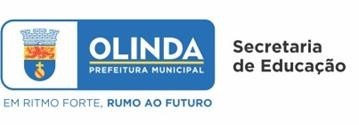 OLINDA
PREFEITURA MUNICIPAL
EM RITMO FORTE, RUMO AO FUTURO
Secretaria
de Educação